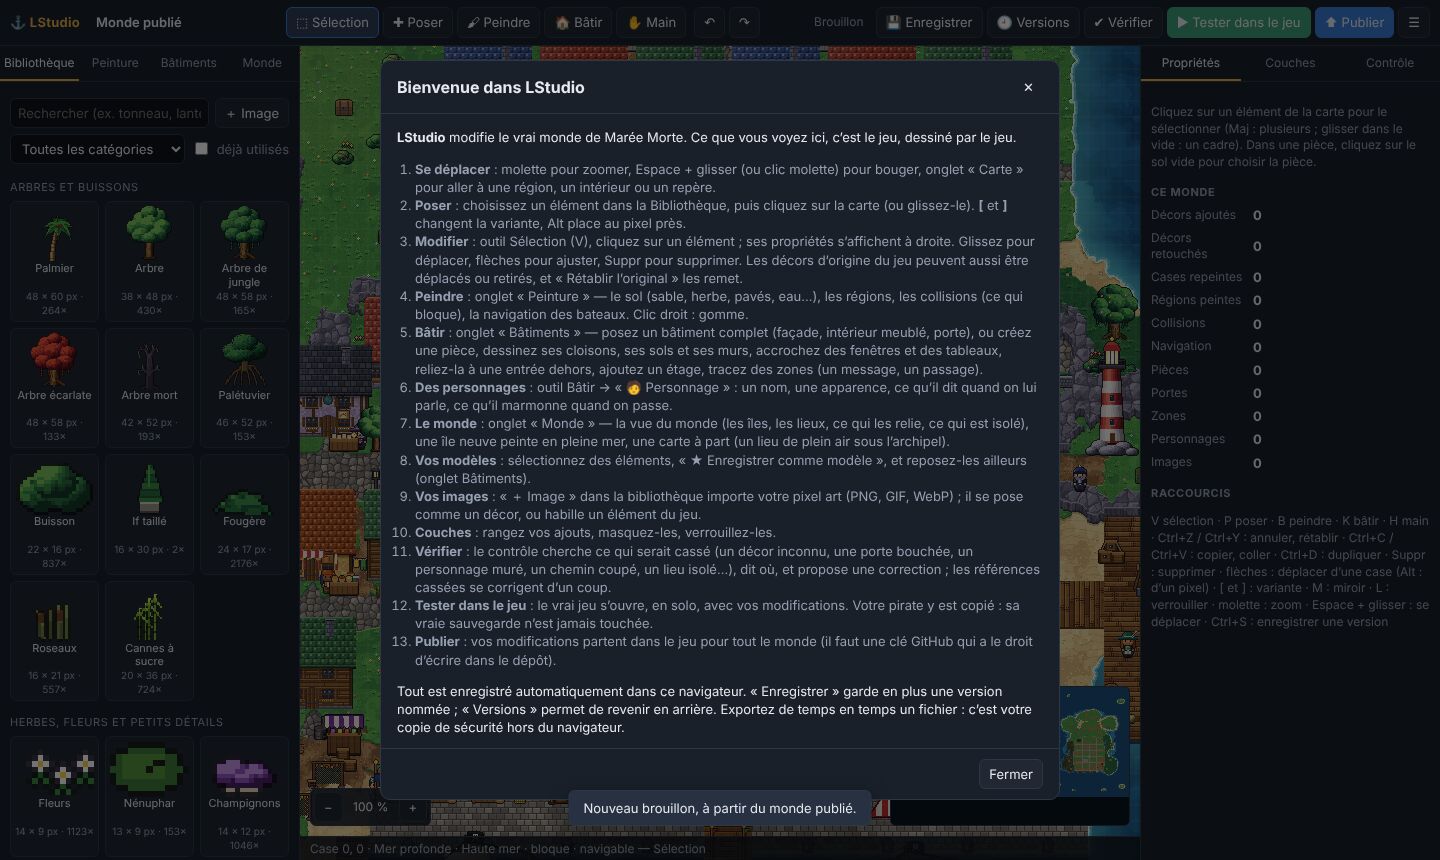 ⚓ LStudio Monde publié
⬚ Sélection
✚ Poser
🖌 Peindre
🏠 Bâtir
✋ Main
↶
↷
Brouillon
💾 Enregistrer
🕘 Versions
✔ Vérifier
▶ Tester dans le jeu
⬆ Publier
☰
Bibliothèque Peinture Bâtiments Monde
Rechercher (ex. tonneau, lante
+ Image
Toutes les catégories
déjà utilisés
ARBRES ET BUISSONS
Palmier
48 × 60 px ·
264×
Arbre
38 × 48 px ·
430×
Arbre de
jungle
48 × 58 px ·
165×
Arbre écarlate
48 × 58 px ·
133×
Arbre mort
42 × 52 px ·
193×
Palétuvier
46 × 52 px ·
153×
Buisson
22 × 16 px ·
837×
If taillé
16 × 30 px · 2×
Fougère
24 × 17 px ·
2176×
Roseaux
16 × 21 px ·
557×
Cannes à
sucre
20 × 36 px ·
724×
HERBES, FLEURS ET PETITS DÉTAILS
Fleurs
14 × 9 px · 1123×
Nénuphar
13 × 9 px · 153×
Champignons
14 × 12 px ·
1046×
Bienvenue dans LStudio
×
LStudio modifie le vrai monde de Marée Morte. Ce que vous voyez ici, c’est le jeu, dessiné par le jeu.
1. Se déplacer : molette pour zoomer, Espace + glisser (ou clic molette) pour bouger, onglet « Carte »
pour aller à une région, un intérieur ou un repère.
2. Poser : choisissez un élément dans la Bibliothèque, puis cliquez sur la carte (ou glissez-le). [ et ]
changent la variante, Alt place au pixel près.
3. Modifier : outil Sélection (V), cliquez sur un élément ; ses propriétés s’affichent à droite. Glissez pour
déplacer, flèches pour ajuster, Suppr pour supprimer. Les décors d’origine du jeu peuvent aussi être
déplacés ou retirés, et « Rétablir l’original » les remet.
4. Peindre : onglet « Peinture » — le sol (sable, herbe, pavés, eau…), les régions, les collisions (ce qui
bloque), la navigation des bateaux. Clic droit : gomme.
5. Bâtir : onglet « Bâtiments » — posez un bâtiment complet (façade, intérieur meublé, porte), ou créez
une pièce, dessinez ses cloisons, ses sols et ses murs, accrochez des fenêtres et des tableaux,
reliez-la à une entrée dehors, ajoutez un étage, tracez des zones (un message, un passage).
6. Des personnages : outil Bâtir → « 🧑 Personnage » : un nom, une apparence, ce qu’il dit quand on lui
parle, ce qu’il marmonne quand on passe.
7. Le monde : onglet « Monde » — la vue du monde (les îles, les lieux, ce qui les relie, ce qui est isolé),
une île neuve peinte en pleine mer, une carte à part (un lieu de plein air sous l’archipel).
8. Vos modèles : sélectionnez des éléments, « ★ Enregistrer comme modèle », et reposez-les ailleurs
(onglet Bâtiments).
9. Vos images : « + Image » dans la bibliothèque importe votre pixel art (PNG, GIF, WebP) ; il se pose
comme un décor, ou habille un élément du jeu.
10. Couches : rangez vos ajouts, masquez-les, verrouillez-les.
11. Vérifier : le contrôle cherche ce qui serait cassé (un décor inconnu, une porte bouchée, un
personnage muré, un chemin coupé, un lieu isolé…), dit où, et propose une correction ; les références
cassées se corrigent d’un coup.
12. Tester dans le jeu : le vrai jeu s’ouvre, en solo, avec vos modifications. Votre pirate y est copié : sa
vraie sauvegarde n’est jamais touchée.
13. Publier : vos modifications partent dans le jeu pour tout le monde (il faut une clé GitHub qui a le droit
d’écrire dans le dépôt).
Tout est enregistré automatiquement dans ce navigateur. « Enregistrer » garde en plus une version
nommée ; « Versions » permet de revenir en arrière. Exportez de temps en temps un fichier : c’est votre
copie de sécurité hors du navigateur.
Fermer
Nouveau brouillon, à partir du monde publié.
− 100 % +
Case 0, 0 · Mer profonde · Haute mer · bloque · navigable — Sélection
Propriétés Couches Contrôle
Cliquez sur un élément de la carte pour le
sélectionner (Maj : plusieurs ; glisser dans le
vide : un cadre). Dans une pièce, cliquez sur le
sol vide pour choisir la pièce.
CE MONDE
Décors ajoutés 0
Décors
retouchés 0
Cases repeintes 0
Régions peintes 0
Collisions 0
Navigation 0
Pièces 0
Portes 0
Zones 0
Personnages 0
Images 0
RACCOURCIS
V sélection · P poser · B peindre · K bâtir · H main
· Ctrl+Z / Ctrl+Y : annuler, rétablir · Ctrl+C /
Ctrl+V : copier, coller · Ctrl+D : dupliquer · Suppr
: supprimer · flèches : déplacer d’une case (Alt :
d’un pixel) · [ et ] : variante · M : miroir · L :
verrouiller · molette : zoom · Espace + glisser : se
déplacer · Ctrl+S : enregistrer une version